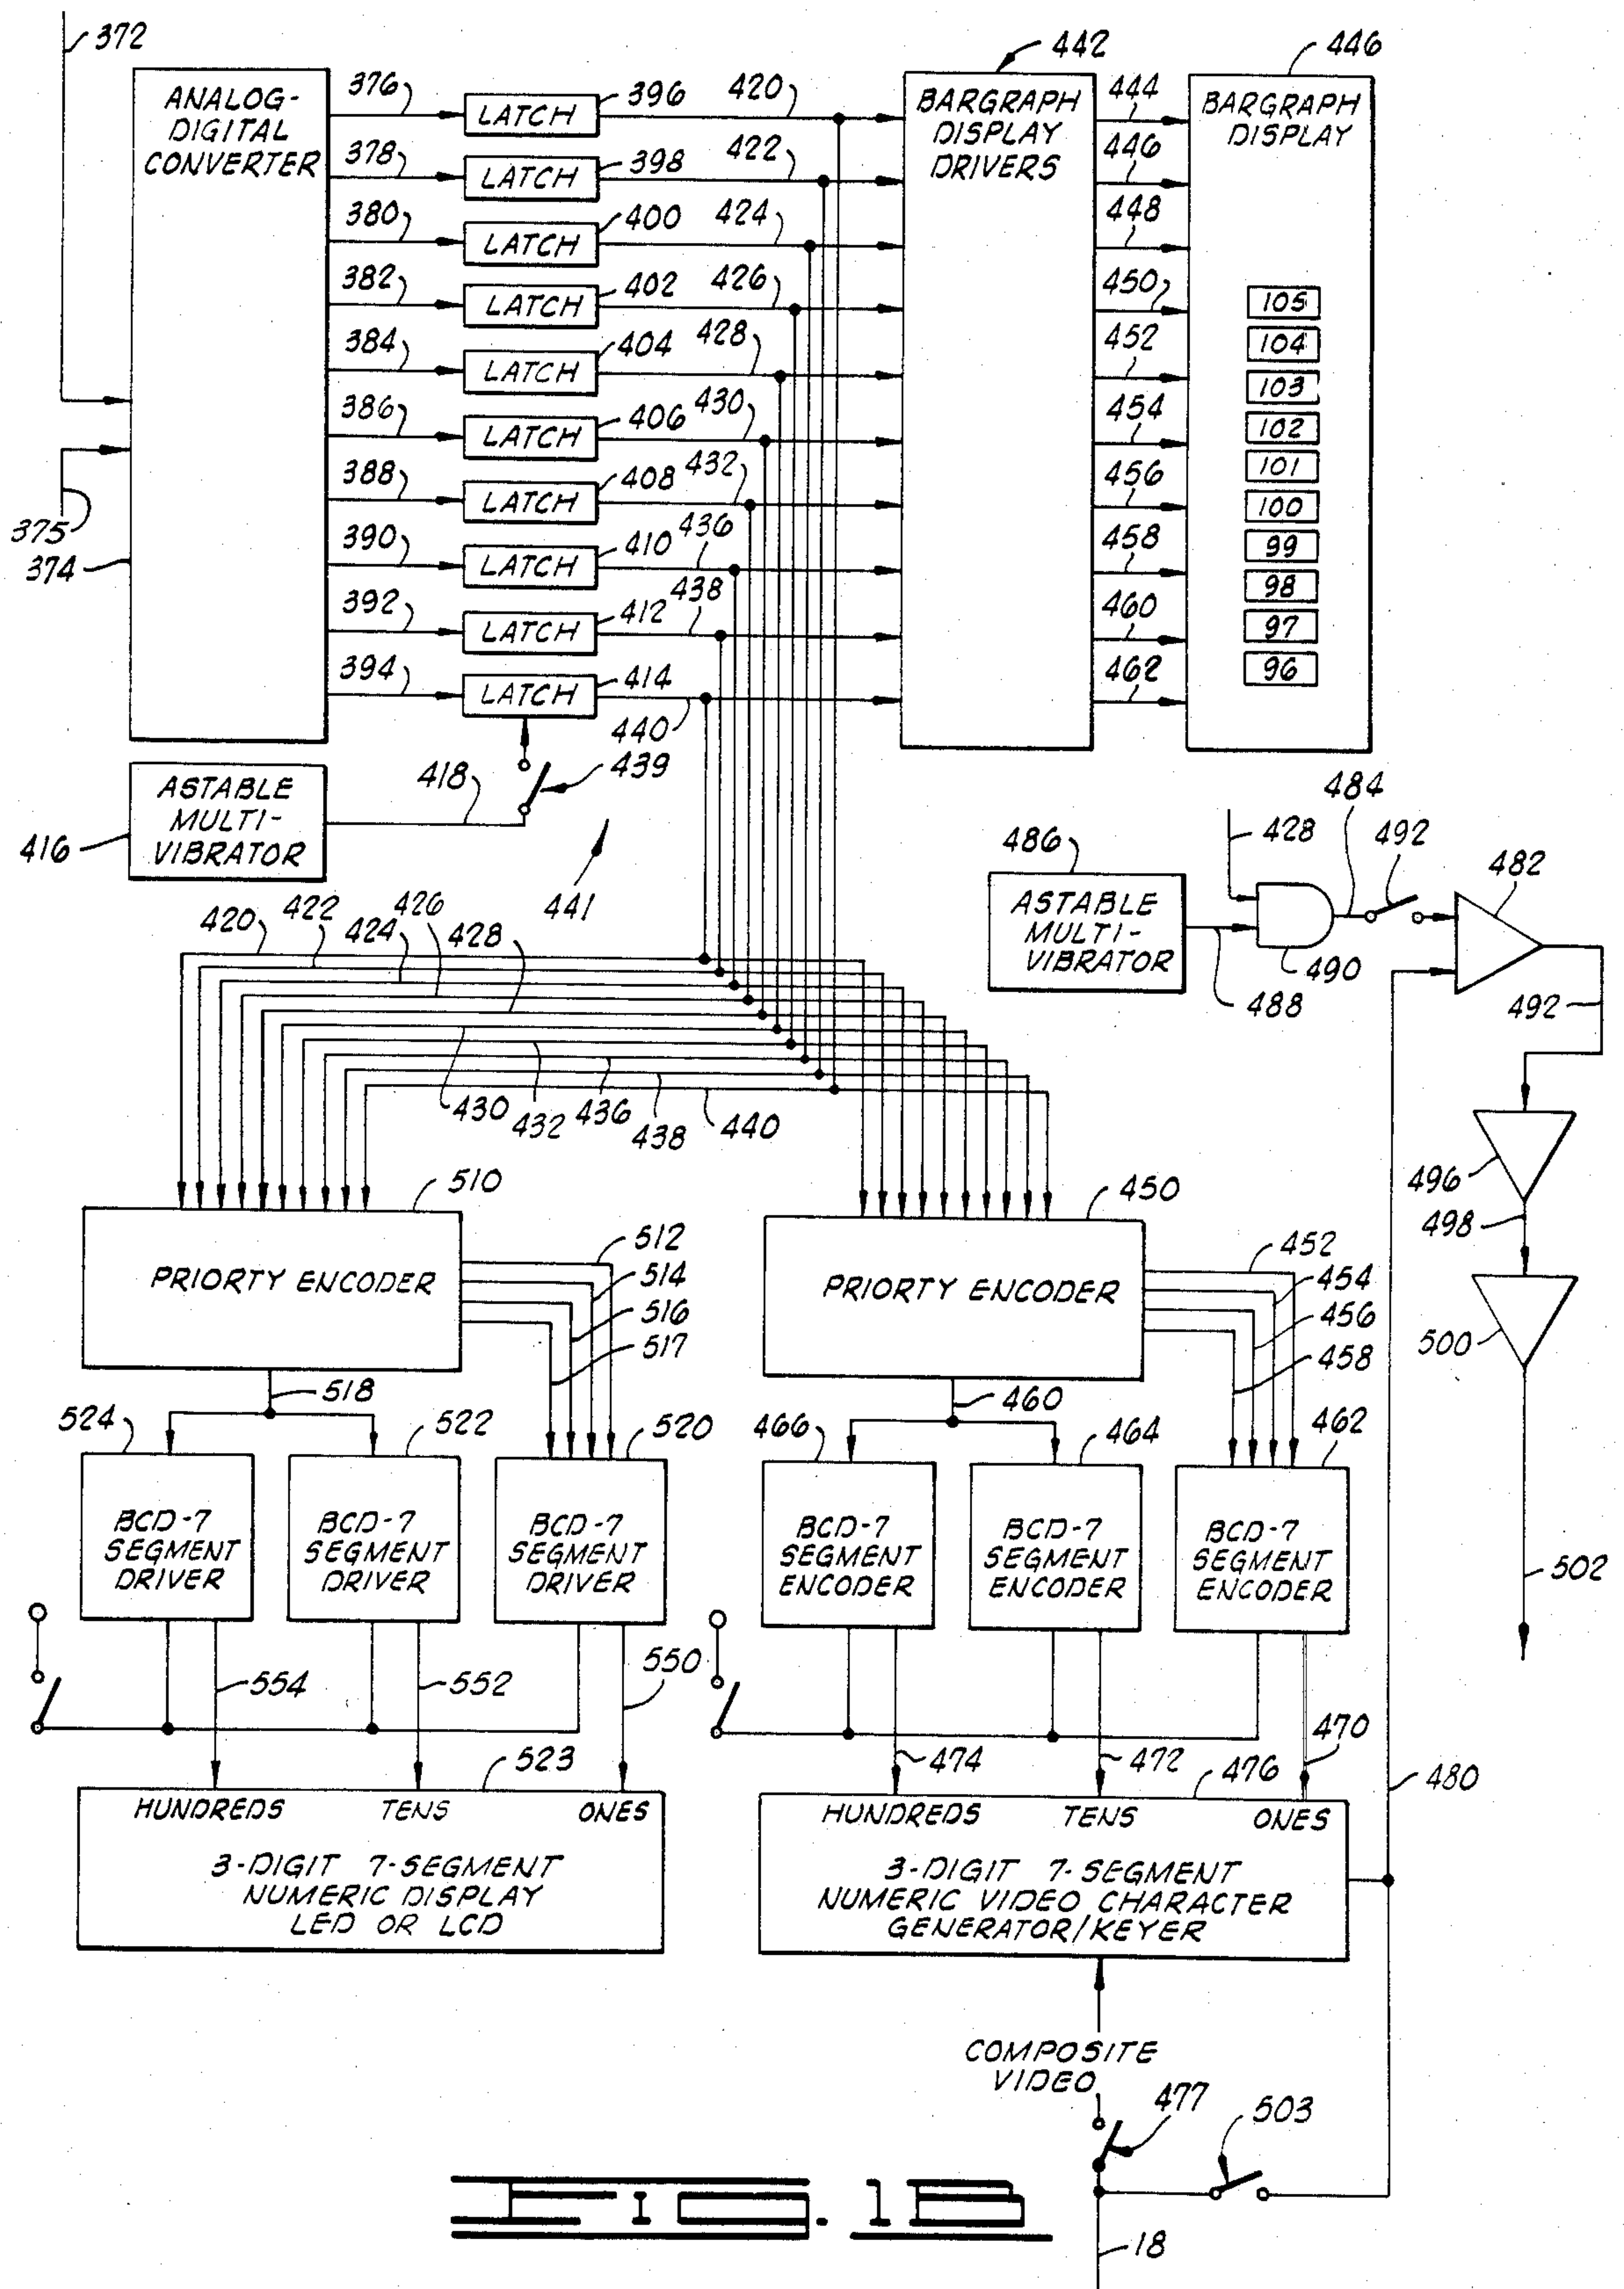 372
442
446
ANALOG-
DIGITAL
CONVERTER
376
LATCH
396
420
BARGRAPH
DISPLAY
DRIVERS
444
BARGRAPH
DISPLAY
378
LATCH
398
422
446
380
LATCH
400
424
448
382
LATCH
402
426
450
105
384
LATCH
404
428
452
104
103
386
LATCH
406
430
454
102
388
LATCH
408
432
456
101
100
375
374
390
LATCH
410
436
458
99
98
392
LATCH
412
438
460
97
394
LATCH
414
440
462
96
ASTABLE
MULTI-
VIBRATOR
416
418
439
441
484
428
492
482
486
ASTABLE
MULTI-
VIBRATOR
490
488
492
420
422
424
426
428
430
432
436
438
440
496
498
500
502
510
PRIORTY ENCODER
512
514
516
517
518
450
PRIORTY ENCODER
452
454
456
458
460
524
522
520
466
464
462
BCD-7
SEGMENT
DRIVER
BCD-7
SEGMENT
DRIVER
BCD-7
SEGMENT
DRIVER
BCD-7
SEGMENT
ENCODER
BCD-7
SEGMENT
ENCODER
BCD-7
SEGMENT
ENCODER
554
552
550
523
474
472
476
470
480
HUNDREDS TENS ONES
3-DIGIT 7-SEGMENT
NUMERIC DISPLAY
LED OR LCD
HUNDREDS TENS ONES
3-DIGIT 7-SEGMENT
NUMERIC VIDEO CHARACTER
GENERATOR/KEYER
COMPOSITE
VIDEO
477
503
18
FIG. 1B